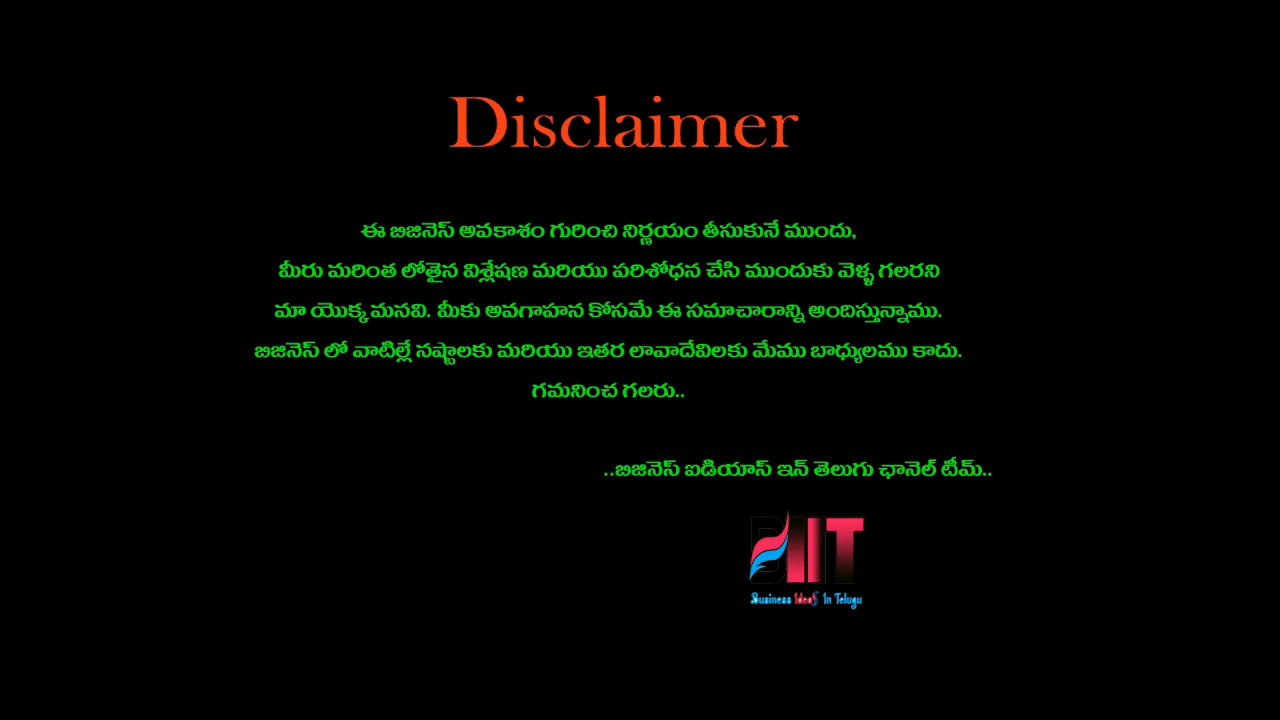 Disclaimer
ఈ బిజినెస్ అవకాశం గురించి నిర్ణయం తీసుకునే ముందు,
మీరు మరింత లోతైన విశ్లేషణ మరియు పరిశోధన చేసి ముందుకు వెళ్ళ గలరని
మా యొక్క మనవి. మీకు అవగాహన కోసమే ఈ సమాచారాన్ని అందిస్తున్నాము.
బిజినెస్ లో వాటిల్లే నష్టాలకు మరియు ఇతర లావాదేవిలకు మేము బాధ్యులము కాదు.
గమనించ గలరు..
..బిజినెస్ ఐడియాస్ ఇన్ తెలుగు ఛానెల్ టీమ్..
BIIT
Business IdeaS In Telugu